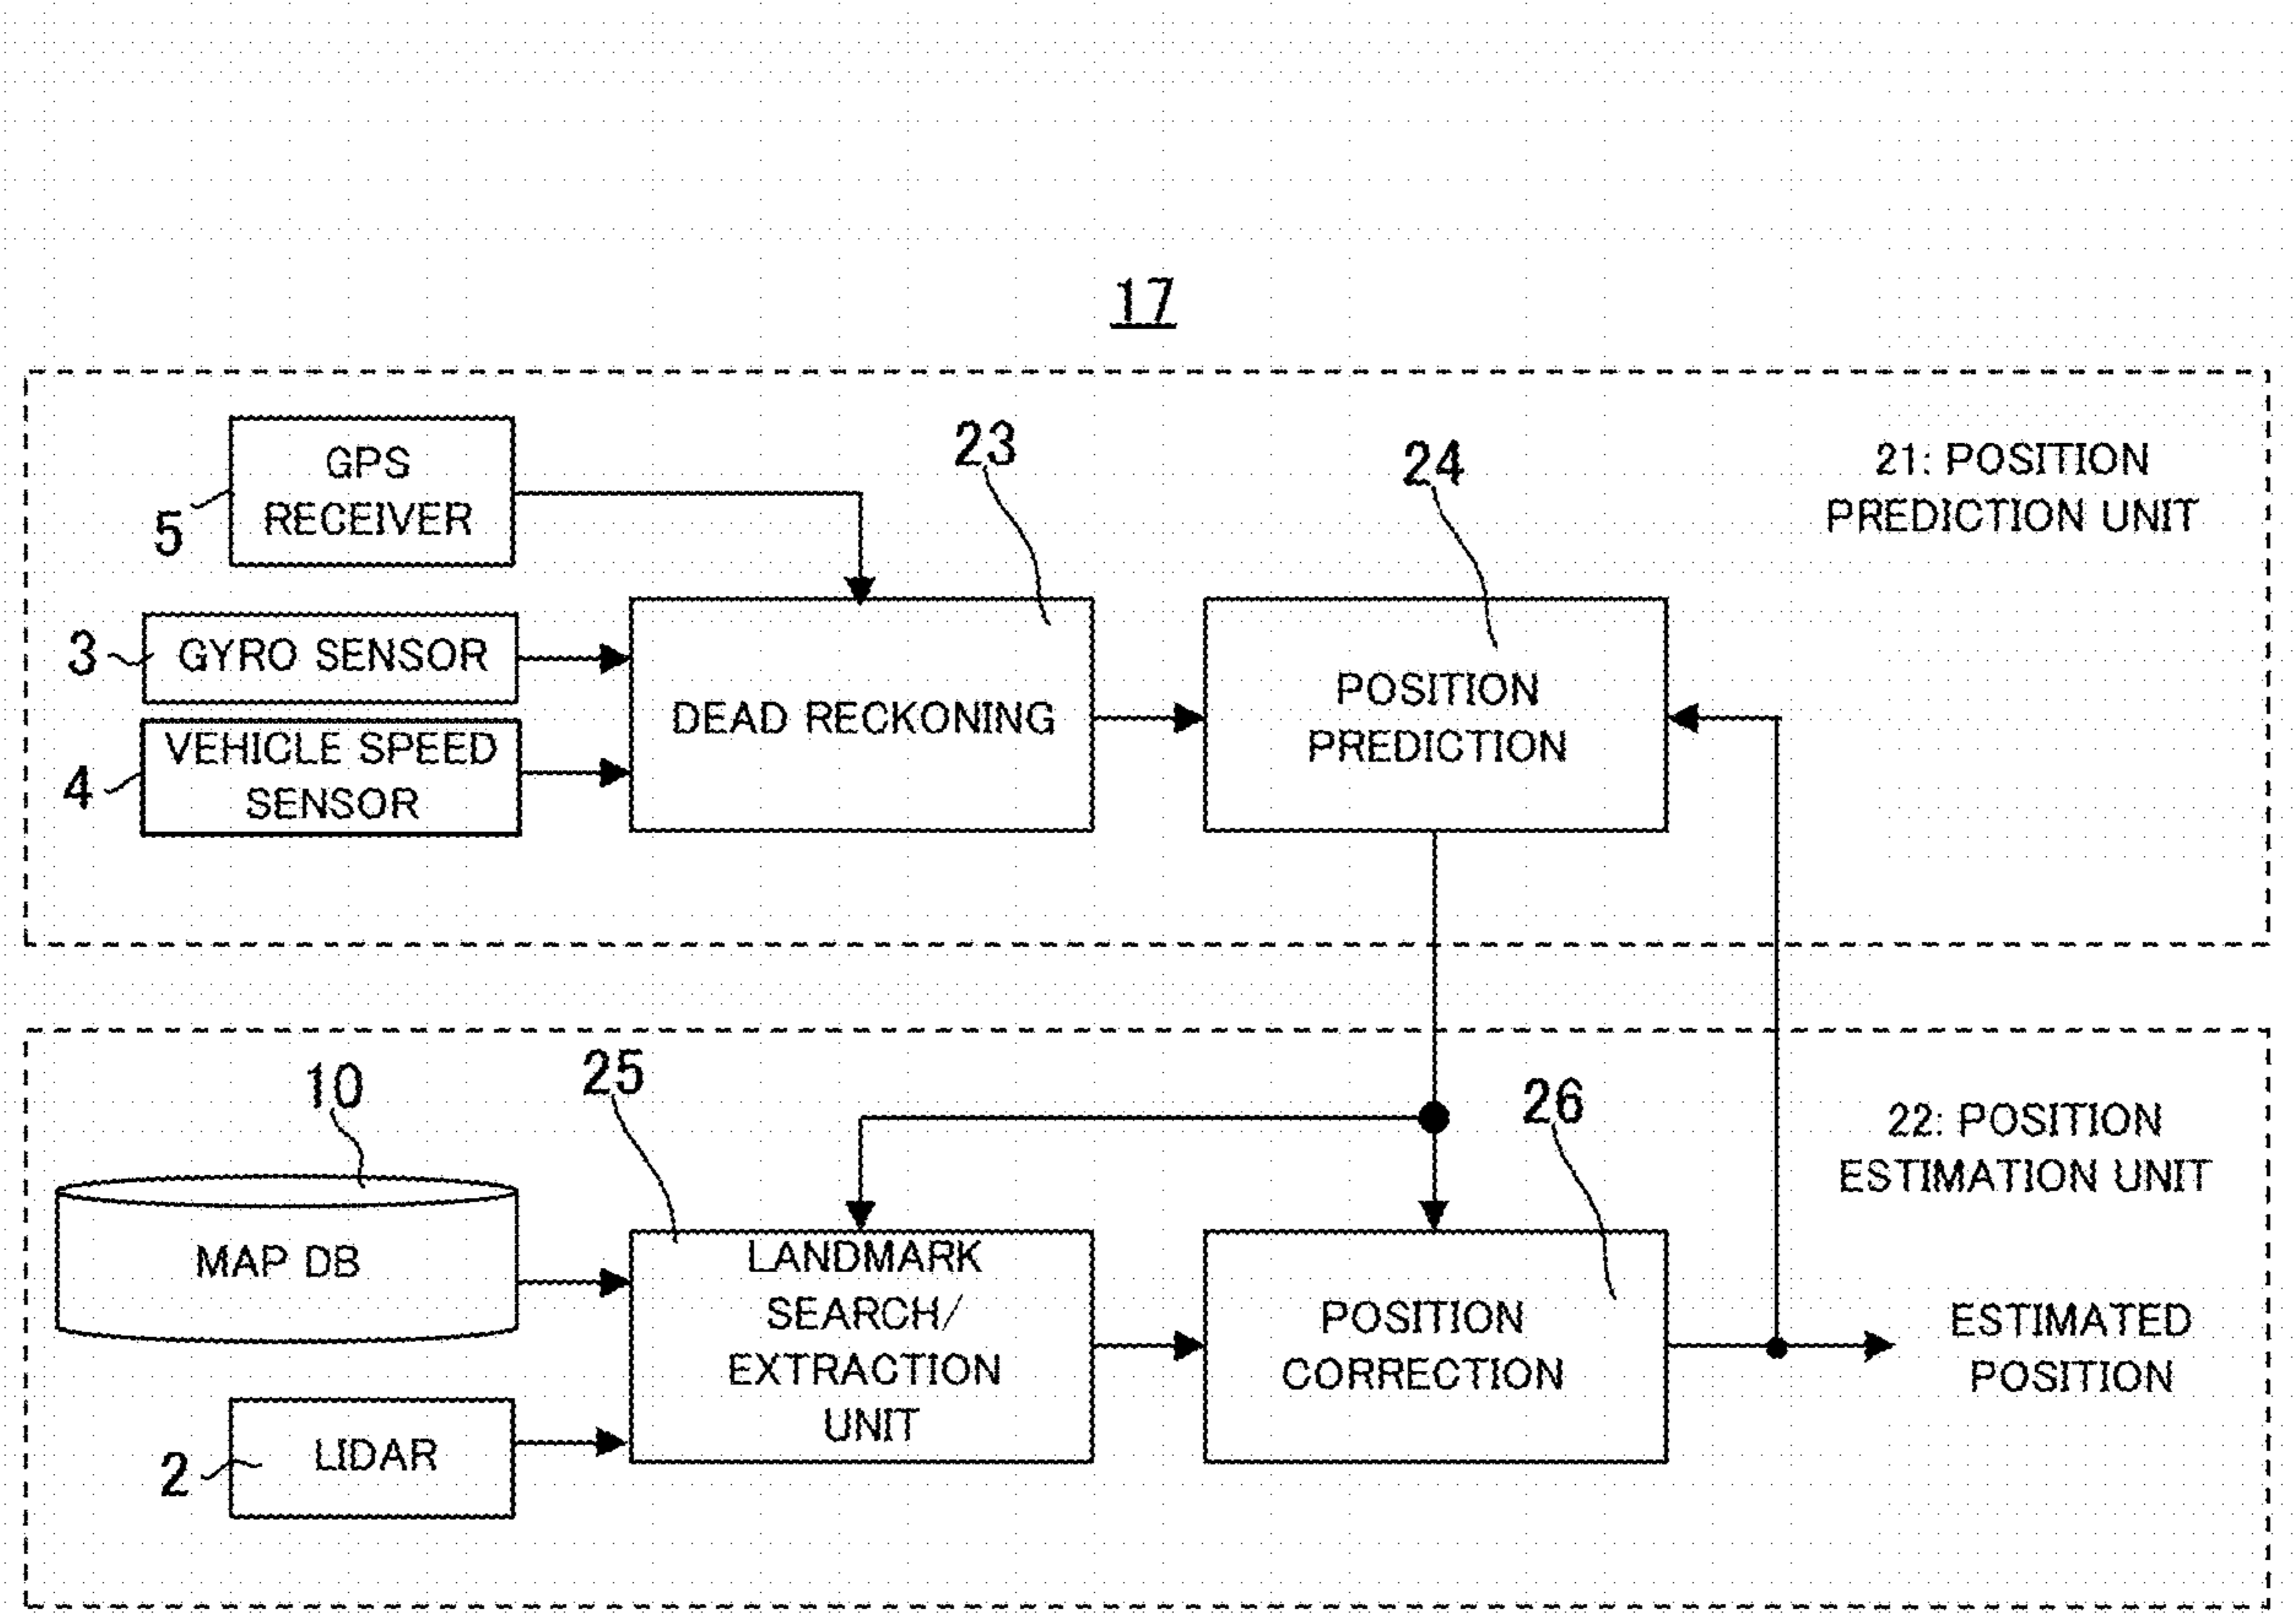 17
GPS
RECEIVER
5
23
24
21: POSITION
PREDICTION UNIT
3
GYRO SENSOR
4
VEHICLE SPEED
SENSOR
DEAD RECKONING
POSITION
PREDICTION
10
25
26
22: POSITION
ESTIMATION UNIT
MAP DB
LANDMARK
SEARCH/
EXTRACTION
UNIT
POSITION
CORRECTION
ESTIMATED
POSITION
2
LIDAR